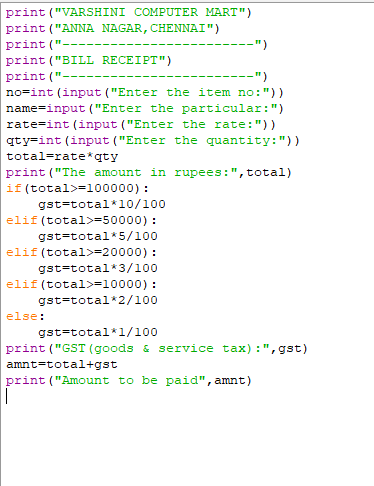 print("VARSHINI COMPUTER MART")
print("ANNA NAGAR,CHENNAI")
print("------------------------")
print("BILL RECEIPT")
print("------------------------")
no=int(input("Enter the item no:"))
name=input("Enter the particular:")
rate=int(input("Enter the rate:"))
qty=int(input("Enter the quantity:"))
total=rate*qty
print("The amount in rupees:",total)
if(total>=100000):
    gst=total*10/100
elif(total>=50000):
    gst=total*5/100
elif(total>=20000):
    gst=total*3/100
elif(total>=10000):
    gst=total*2/100
else:
    gst=total*1/100
print("GST(goods & service tax):",gst)
amnt=total+gst
print("Amount to be paid",amnt)